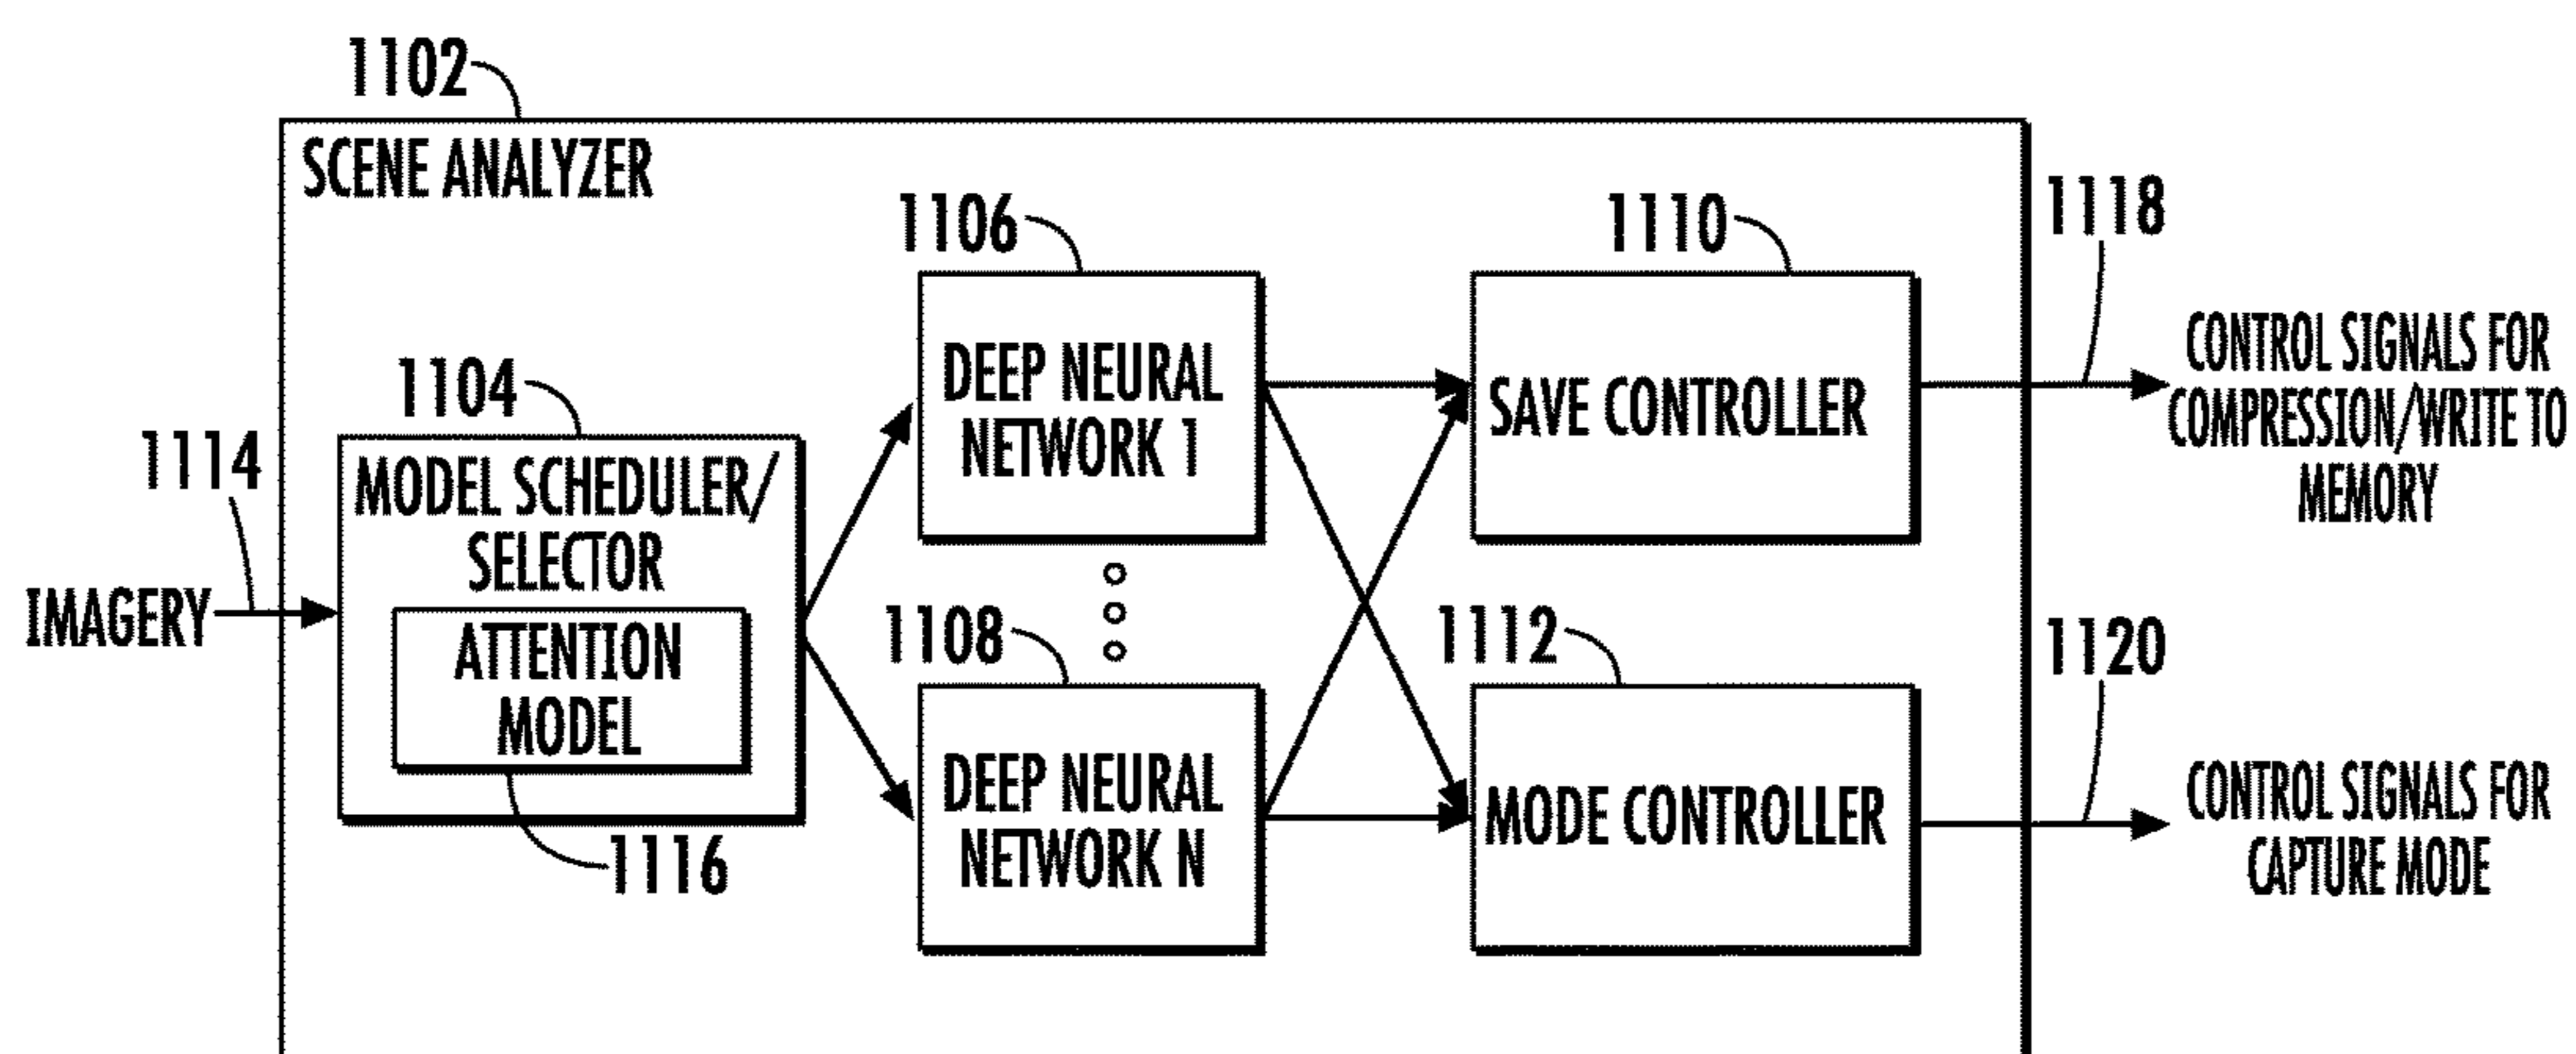 1102
SCENE ANALYZER
1106
1110
1118
1104
DEEP NEURAL
NETWORK 1
SAVE CONTROLLER
CONTROL SIGNALS FOR
COMPRESSION/WRITE TO
MEMORY
1114
IMAGERY
MODEL SCHEDULER/
SELECTOR
ATTENTION
MODEL
1116
1108
DEEP NEURAL
NETWORK N
1112
MODE CONTROLLER
1120
CONTROL SIGNALS FOR
CAPTURE MODE